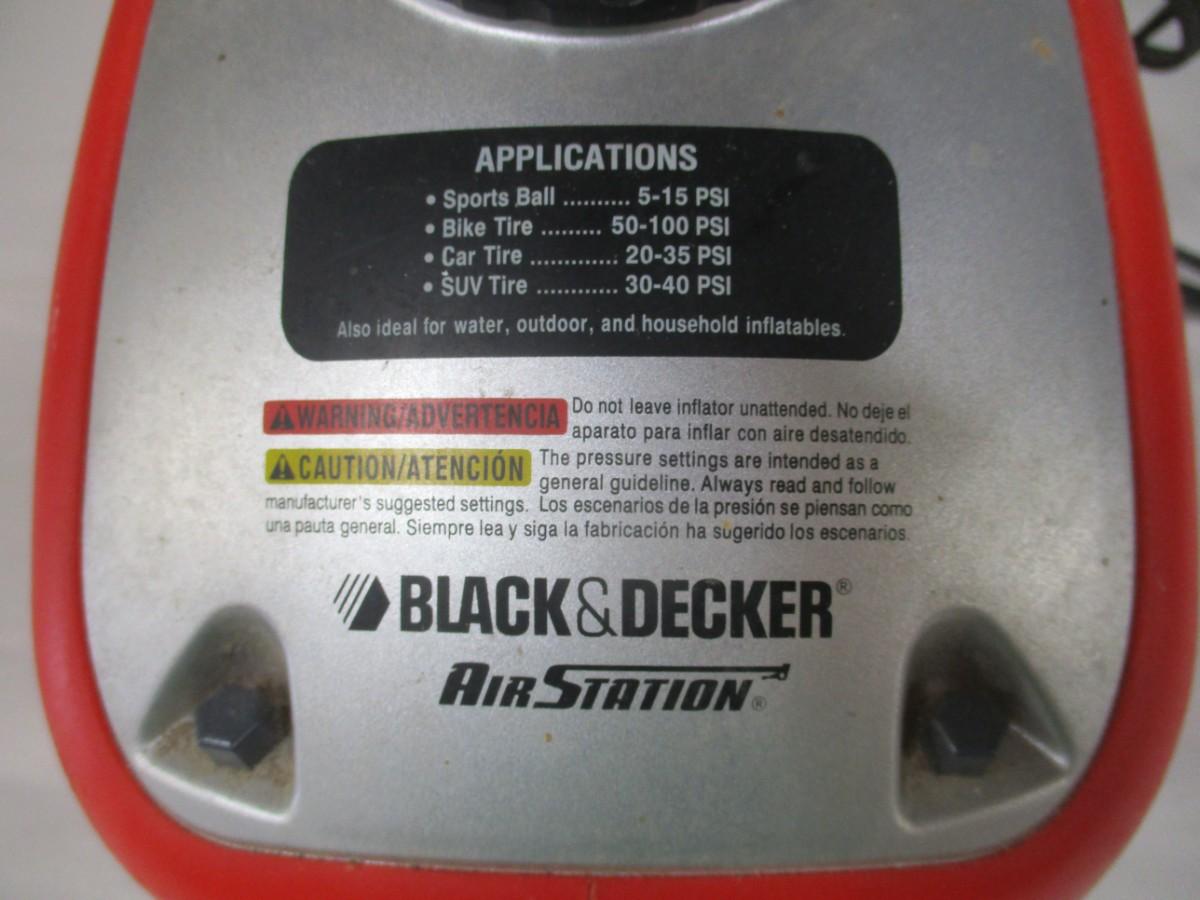 APPLICATIONS
• Sports Ball .......... 5-15 PSI
• Bike Tire ......... 50-100 PSI
• Car Tire ............. 20-35 PSI
• SUV Tire ............ 30-40 PSI
Also ideal for water, outdoor, and household inflatables.
WARNING/ADVERTENCIA Do not leave inflator unattended. No deje el
aparato para inflar con aire desatendido.
CAUTION/ATENCIÓN The pressure settings are intended as a
general guideline. Always read and follow
manufacturer's suggested settings. Los escenarios de la presión se piensan como
una pauta general. Siempre lea y siga la fabricación ha sugerido los escenarios.
BLACK&DECKER®
AIRSTATION®